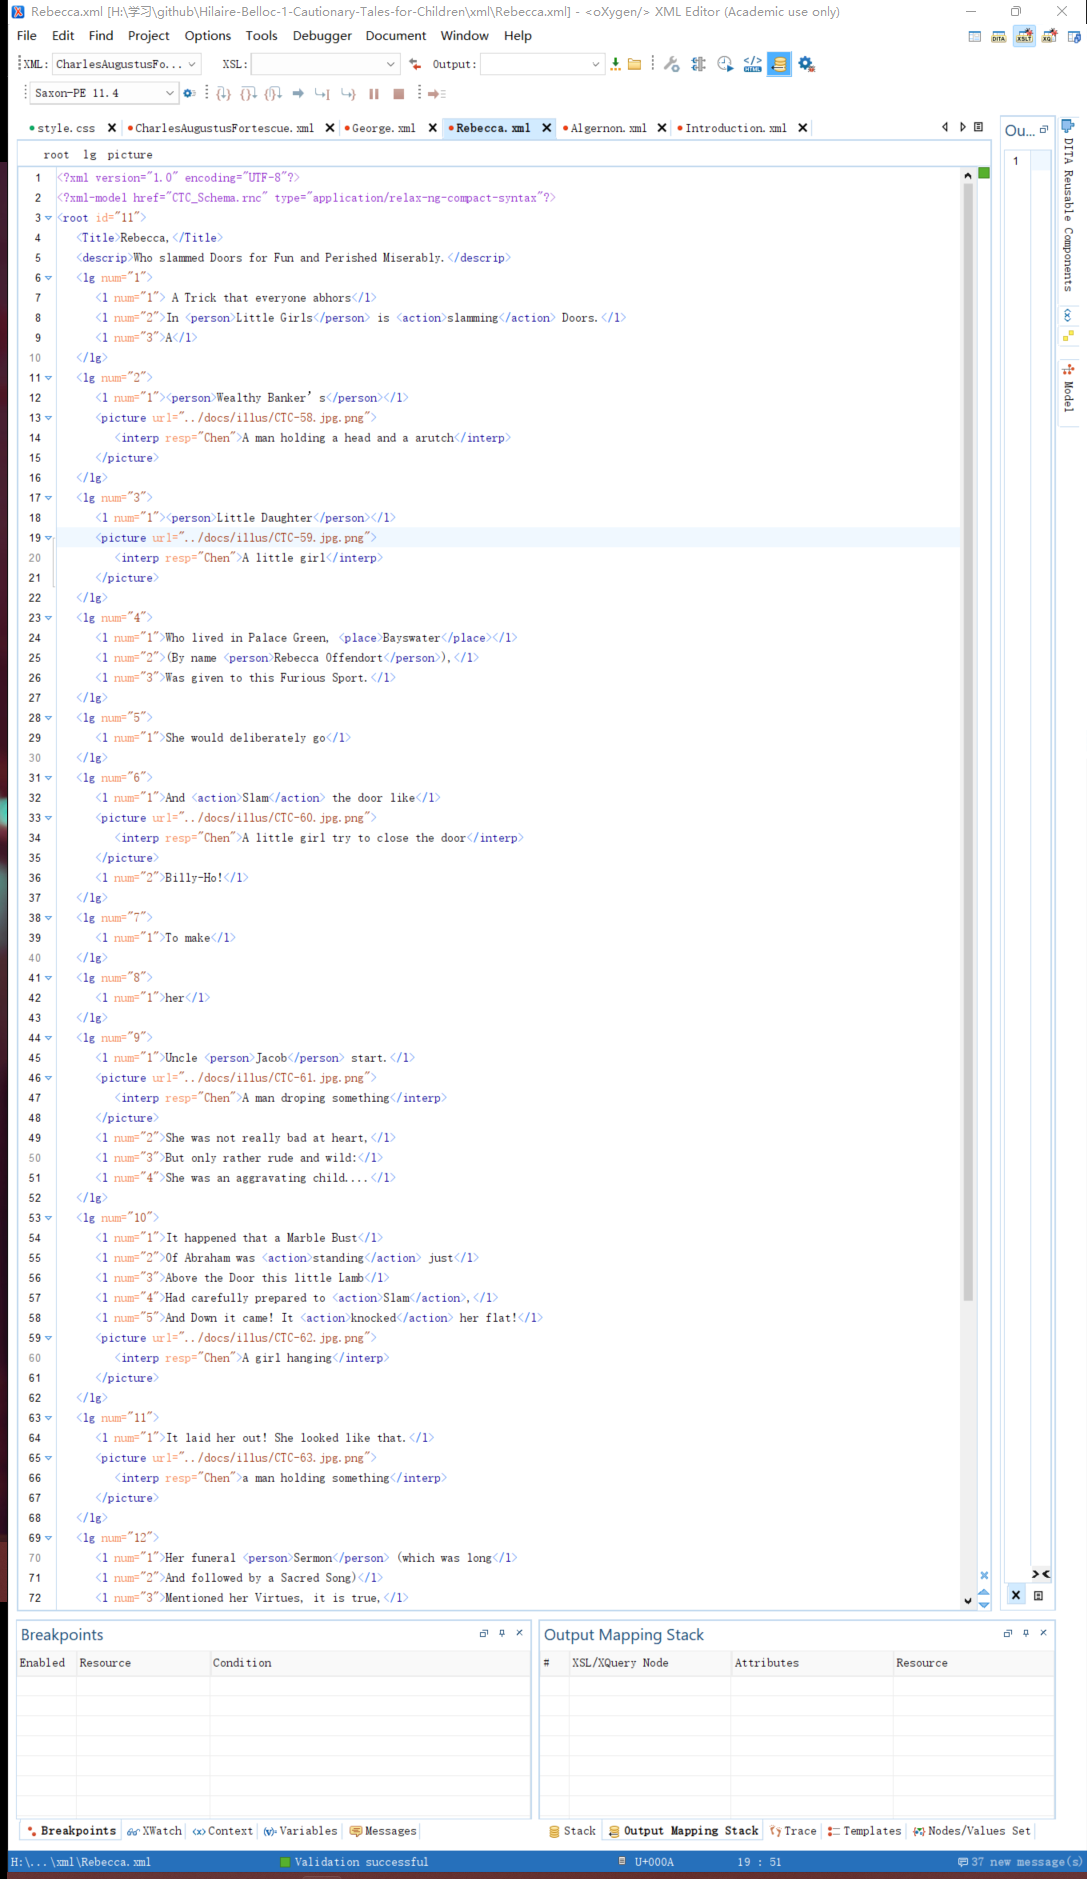 Rebecca.xml [H:\学习\github\Hilaire-Belloc-1-Cautionary-Tales-for-Children\xml\Rebecca.xml] - <oXygen/> XML Editor (Academic use only)
File Edit Find Project Options Tools Debugger Document Window Help
XML: CharlesAugustusFo... XSL: Output:
Saxon-PE 11.4
style.css CharlesAugustusFortescue.xml George.xml Rebecca.xml Algernon.xml Introduction.xml Ou...
root lg picture
1 <?xml version="1.0" encoding="UTF-8"?>
2 <?xml-model href="CTC_Schema.rnc" type="application/relax-ng-compact-syntax"?>
3 <root id="11">
4 <Title>Rebecca,</Title>
5 <descrip>Who slammed Doors for Fun and Perished Miserably.</descrip>
6 <lg num="1">
7 <l num="1"> A Trick that everyone abhors</l>
8 <l num="2">In <person>Little Girls</person> is <action>slamming</action> Doors.</l>
9 <l num="3">A</l>
10 </lg>
11 <lg num="2">
12 <l num="1"><person>Wealthy Banker’s</person></l>
13 <picture url="../docs/illus/CTC-58.jpg.png">
14 <interp resp="Chen">A man holding a head and a arutch</interp>
15 </picture>
16 </lg>
17 <lg num="3">
18 <l num="1"><person>Little Daughter</person></l>
19 <picture url="../docs/illus/CTC-59.jpg.png">
20 <interp resp="Chen">A little girl</interp>
21 </picture>
22 </lg>
23 <lg num="4">
24 <l num="1">Who lived in Palace Green, <place>Bayswater</place></l>
25 <l num="2">(By name <person>Rebecca Offendort</person>),</l>
26 <l num="3">Was given to this Furious Sport.</l>
27 </lg>
28 <lg num="5">
29 <l num="1">She would deliberately go</l>
30 </lg>
31 <lg num="6">
32 <l num="1">And <action>Slam</action> the door like</l>
33 <picture url="../docs/illus/CTC-60.jpg.png">
34 <interp resp="Chen">A little girl try to close the door</interp>
35 </picture>
36 <l num="2">Billy-Ho!</l>
37 </lg>
38 <lg num="7">
39 <l num="1">To make</l>
40 </lg>
41 <lg num="8">
42 <l num="1">her</l>
43 </lg>
44 <lg num="9">
45 <l num="1">Uncle <person>Jacob</person> start.</l>
46 <picture url="../docs/illus/CTC-61.jpg.png">
47 <interp resp="Chen">A man droping something</interp>
48 </picture>
49 <l num="2">She was not really bad at heart,</l>
50 <l num="3">But only rather rude and wild:</l>
51 <l num="4">She was an aggravating child....</l>
52 </lg>
53 <lg num="10">
54 <l num="1">It happened that a Marble Bust</l>
55 <l num="2">Of Abraham was <action>standing</action> just</l>
56 <l num="3">Above the Door this little Lamb</l>
57 <l num="4">Had carefully prepared to <action>Slam</action>,</l>
58 <l num="5">And Down it came! It <action>knocked</action> her flat!</l>
59 <picture url="../docs/illus/CTC-62.jpg.png">
60 <interp resp="Chen">A girl hanging</interp>
61 </picture>
62 </lg>
63 <lg num="11">
64 <l num="1">It laid her out! She looked like that.</l>
65 <picture url="../docs/illus/CTC-63.jpg.png">
66 <interp resp="Chen">a man holding something</interp>
67 </picture>
68 </lg>
69 <lg num="12">
70 <l num="1">Her funeral <person>Sermon</person> (which was long</l>
71 <l num="2">And followed by a Sacred Song)</l>
72 <l num="3">Mentioned her Virtues, it is true,</l>
1
DITA Reusable Components
Model
Breakpoints
Enabled Resource Condition
Output Mapping Stack
# XSL/XQuery Node Attributes Resource
Breakpoints XWatch Context Variables Messages
Stack Output Mapping Stack Trace Templates Nodes/Values Set
H:\...\xml\Rebecca.xml Validation successful U+000A 19 : 51 37 new message(s)